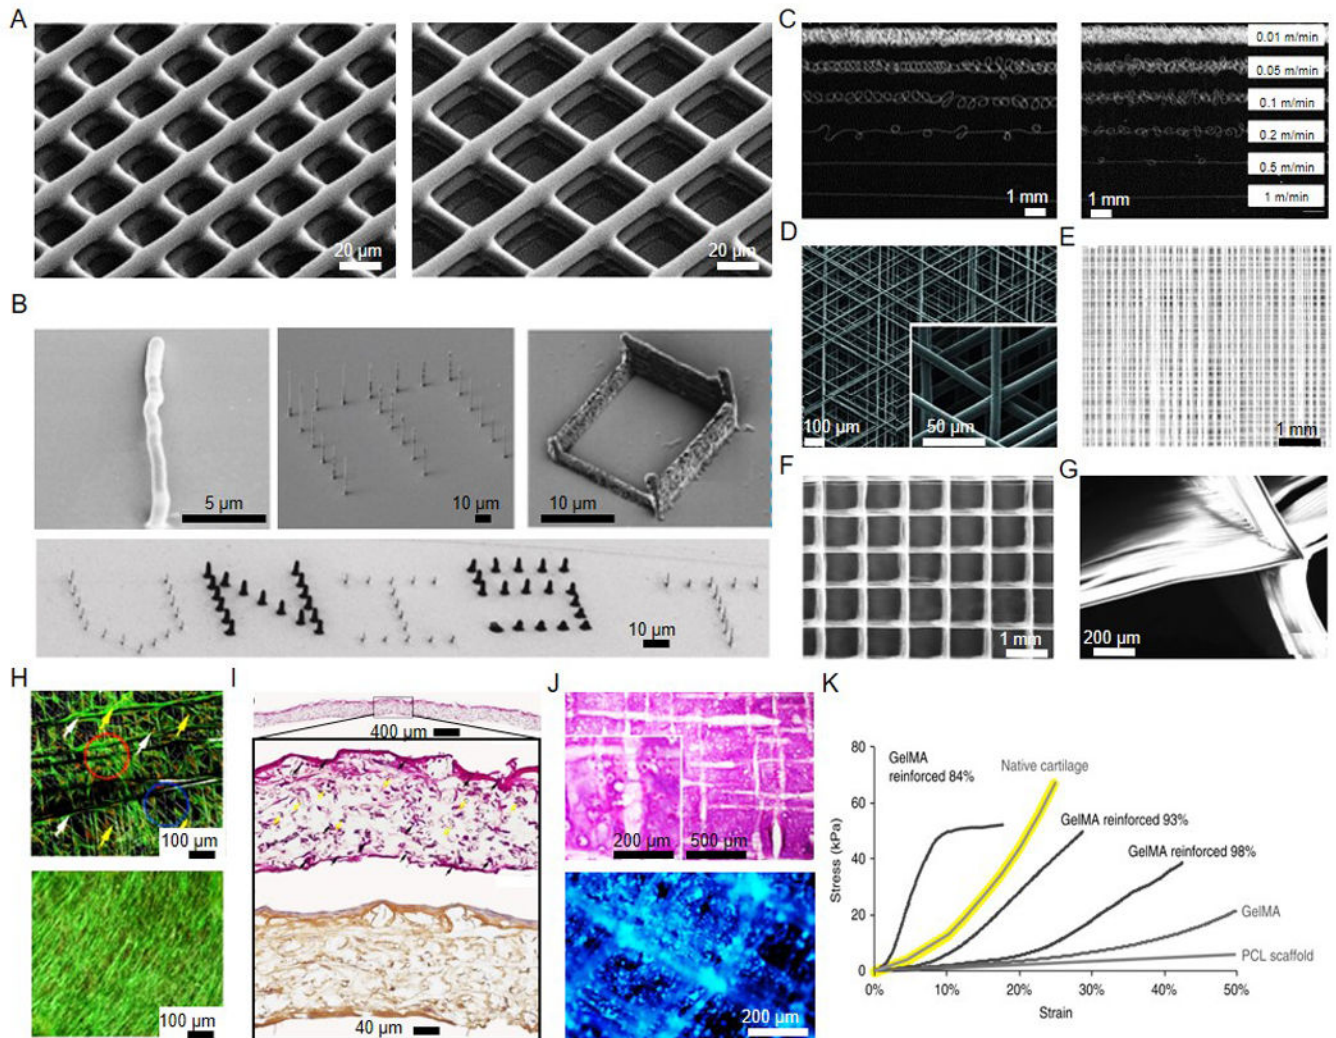 A
20 µm
20 µm
B
5 µm
10 µm
10 µm
10 µm
C
0.01 m/min
0.05 m/min
0.1 m/min
0.2 m/min
0.5 m/min
1 m/min
1 mm
1 mm
D
100 µm
50 µm
E
1 mm
F
1 mm
G
200 µm
H
100 µm
100 µm
I
400 µm
40 µm
J
200 µm
500 µm
200 µm
K
80
60
40
20
0
Stress (kPa)
GelMA
reinforced 84%
Native cartilage
GelMA reinforced 93%
GelMA reinforced 98%
GelMA
PCL scaffold
0%
10%
20%
30%
40%
50%
Strain